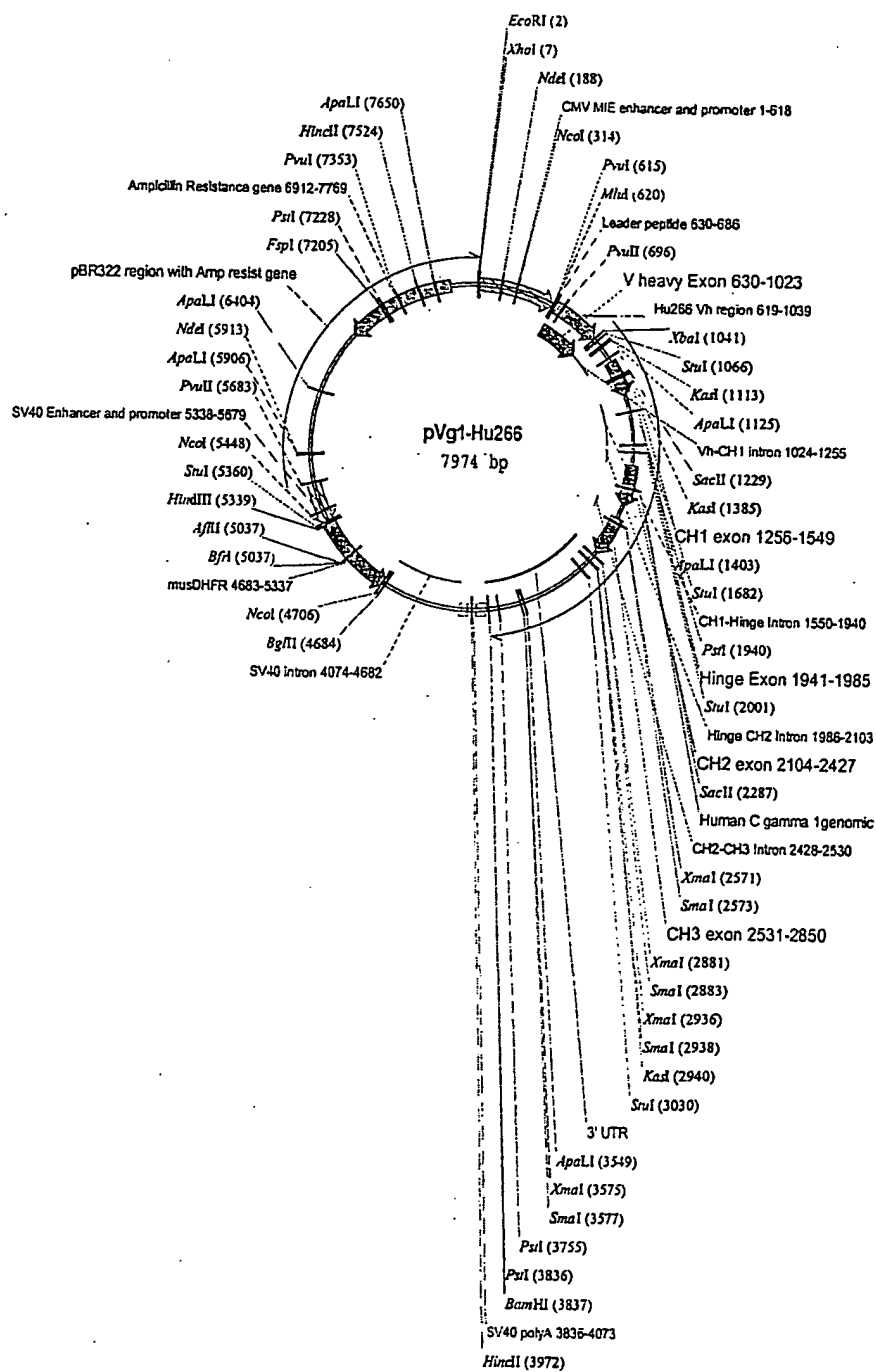 EcoRI (2)
XhoI (7)
NdeI (188)
CMV MIE enhancer and promoter 1-618
NcoI (314)
PvuI (615)
MluI (620)
Leader peptide 630-686
PvuII (696)
V heavy Exon 630-1023
Hu266 Vh region 619-1039
XbaI (1041)
StuI (1066)
KasI (1113)
ApaLI (1125)
Vh-CH1 intron 1024-1255
SacII (1229)
KasI (1385)
CH1 exon 1256-1549
ApaLI (1403)
StuI (1682)
CH1-Hinge Intron 1550-1940
PstI (1940)
Hinge Exon 1941-1985
StuI (2001)
Hinge CH2 Intron 1986-2103
CH2 exon 2104-2427
SacII (2287)
Human C gamma 1genomic
CH2-CH3 Intron 2428-2530
XmaI (2571)
SmaI (2573)
CH3 exon 2531-2850
XmaI (2881)
SmaI (2883)
XmaI (2936)
SmaI (2938)
KasI (2940)
StuI (3030)
3' UTR
ApaLI (3549)
XmaI (3575)
SmaI (3577)
PstI (3755)
PstI (3836)
BamHI (3837)
SV40 polyA 3836-4073
HincII (3972)
SV40 intron 4074-4682
BglII (4684)
NcoI (4706)
musDHFR 4683-5337
BfrI (5037)
AflII (5037)
HindIII (5339)
StuI (5360)
NcoI (5448)
SV40 Enhancer and promoter 5338-5679
PvuII (5683)
ApaLI (5906)
NdeI (5913)
ApaLI (6404)
pBR322 region with Amp resist gene
FspI (7205)
PstI (7228)
Ampicillin Resistance gene 6912-7769
PvuI (7353)
HincII (7524)
ApaLI (7650)
pVg1-Hu266
7974 bp